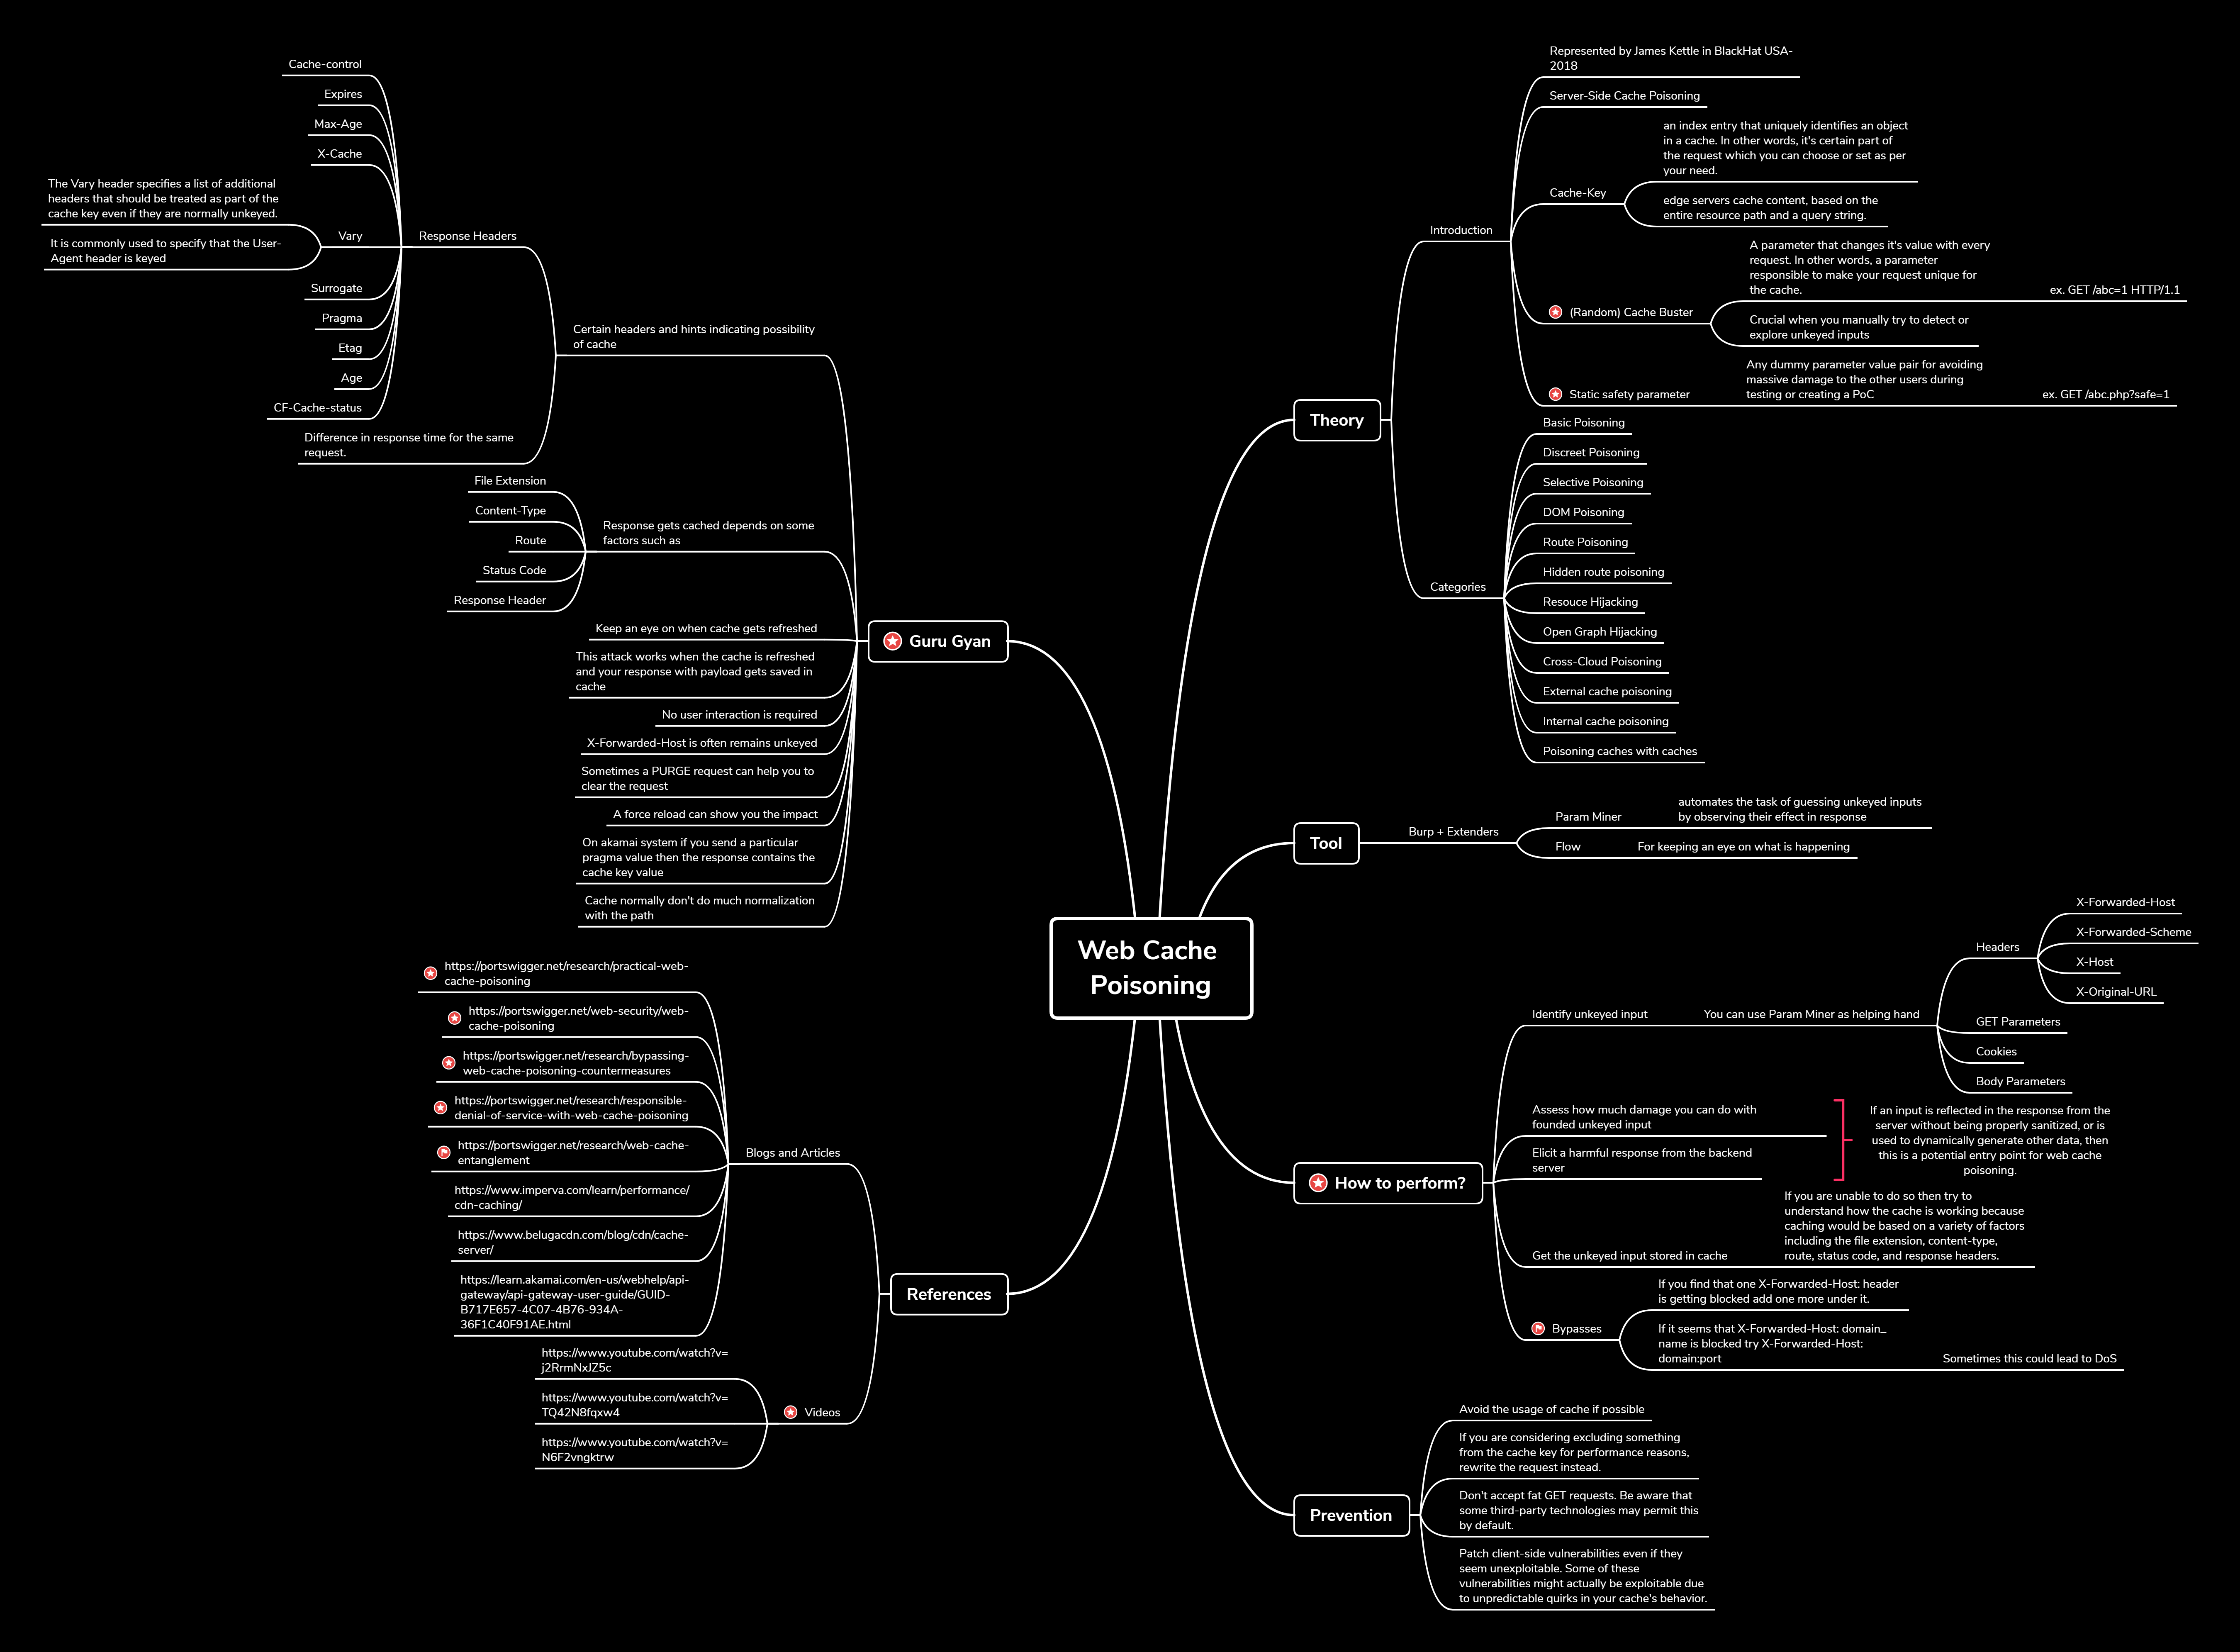 Web Cache
Poisoning
Theory
Introduction
Represented by James Kettle in BlackHat USA-
2018
Server-Side Cache Poisoning
Cache-Key
an index entry that uniquely identifies an object
in a cache. In other words, it's certain part of
the request which you can choose or set as per
your need.
edge servers cache content, based on the
entire resource path and a query string.
(Random) Cache Buster
A parameter that changes it's value with every
request. In other words, a parameter
responsible to make your request unique for
the cache.
ex. GET /abc=1 HTTP/1.1
Crucial when you manually try to detect or
explore unkeyed inputs
Static safety parameter
Any dummy parameter value pair for avoiding
massive damage to the other users during
testing or creating a PoC
ex. GET /abc.php?safe=1
Categories
Basic Poisoning
Discreet Poisoning
Selective Poisoning
DOM Poisoning
Route Poisoning
Hidden route poisoning
Resouce Hijacking
Open Graph Hijacking
Cross-Cloud Poisoning
External cache poisoning
Internal cache poisoning
Poisoning caches with caches
Tool
Burp + Extenders
Param Miner
automates the task of guessing unkeyed inputs
by observing their effect in response
Flow
For keeping an eye on what is happening
How to perform?
Identify unkeyed input
You can use Param Miner as helping hand
Headers
X-Forwarded-Host
X-Forwarded-Scheme
X-Host
X-Original-URL
GET Parameters
Cookies
Body Parameters
Assess how much damage you can do with
founded unkeyed input
Elicit a harmful response from the backend
server
If an input is reflected in the response from the
server without being properly sanitized, or is
used to dynamically generate other data, then
this is a potential entry point for web cache
poisoning.
Get the unkeyed input stored in cache
If you are unable to do so then try to
understand how the cache is working because
caching would be based on a variety of factors
including the file extension, content-type,
route, status code, and response headers.
Bypasses
If you find that one X-Forwarded-Host: header
is getting blocked add one more under it.
If it seems that X-Forwarded-Host: domain_
name is blocked try X-Forwarded-Host:
domain:port
Sometimes this could lead to DoS
Prevention
Avoid the usage of cache if possible
If you are considering excluding something
from the cache key for performance reasons,
rewrite the request instead.
Don't accept fat GET requests. Be aware that
some third-party technologies may permit this
by default.
Patch client-side vulnerabilities even if they
seem unexploitable. Some of these
vulnerabilities might actually be exploitable due
to unpredictable quirks in your cache's behavior.
Guru Gyan
Certain headers and hints indicating possibility
of cache
Response Headers
Cache-control
Expires
Max-Age
X-Cache
Vary
The Vary header specifies a list of additional
headers that should be treated as part of the
cache key even if they are normally unkeyed.
It is commonly used to specify that the User-
Agent header is keyed
Surrogate
Pragma
Etag
Age
CF-Cache-status
Difference in response time for the same
request.
Response gets cached depends on some
factors such as
File Extension
Content-Type
Route
Status Code
Response Header
Keep an eye on when cache gets refreshed
This attack works when the cache is refreshed
and your response with payload gets saved in
cache
No user interaction is required
X-Forwarded-Host is often remains unkeyed
Sometimes a PURGE request can help you to
clear the request
A force reload can show you the impact
On akamai system if you send a particular
pragma value then the response contains the
cache key value
Cache normally don't do much normalization
with the path
References
Blogs and Articles
https://portswigger.net/research/practical-web-
cache-poisoning
https://portswigger.net/web-security/web-
cache-poisoning
https://portswigger.net/research/bypassing-
web-cache-poisoning-countermeasures
https://portswigger.net/research/responsible-
denial-of-service-with-web-cache-poisoning
https://portswigger.net/research/web-cache-
entanglement
https://www.imperva.com/learn/performance/
cdn-caching/
https://www.belugacdn.com/blog/cdn/cache-
server/
https://learn.akamai.com/en-us/webhelp/api-
gateway/api-gateway-user-guide/GUID-
B717E657-4C07-4B76-934A-
36F1C40F91AE.html
Videos
https://www.youtube.com/watch?v=
j2RrmNxJZ5c
https://www.youtube.com/watch?v=
TQ42N8fqxw4
https://www.youtube.com/watch?v=
N6F2vngktrw